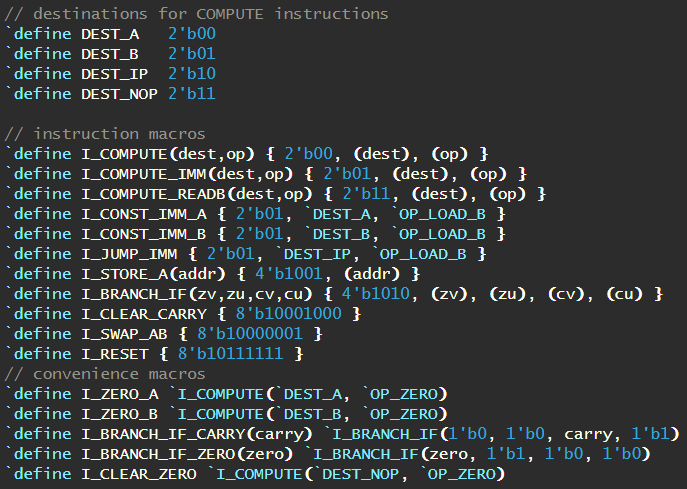 // destinations for COMPUTE instructions
`define DEST_A   2'b00
`define DEST_B   2'b01
`define DEST_IP  2'b10
`define DEST_NOP 2'b11

// instruction macros
`define I_COMPUTE(dest,op) { 2'b00, (dest), (op) }
`define I_COMPUTE_IMM(dest,op) { 2'b01, (dest), (op) }
`define I_COMPUTE_READB(dest,op) { 2'b11, (dest), (op) }
`define I_CONST_IMM_A { 2'b01, `DEST_A, `OP_LOAD_B }
`define I_CONST_IMM_B { 2'b01, `DEST_B, `OP_LOAD_B }
`define I_JUMP_IMM { 2'b01, `DEST_IP, `OP_LOAD_B }
`define I_STORE_A(addr) { 4'b1001, (addr) }
`define I_BRANCH_IF(zv,zu,cv,cu) { 4'b1010, (zv), (zu), (cv), (cu) }
`define I_CLEAR_CARRY { 8'b10001000 }
`define I_SWAP_AB { 8'b10000001 }
`define I_RESET { 8'b10111111 }
// convenience macros
`define I_ZERO_A `I_COMPUTE(`DEST_A, `OP_ZERO)
`define I_ZERO_B `I_COMPUTE(`DEST_B, `OP_ZERO)
`define I_BRANCH_IF_CARRY(carry) `I_BRANCH_IF(1'b0, 1'b0, carry, 1'b1)
`define I_BRANCH_IF_ZERO(zero) `I_BRANCH_IF(zero, 1'b1, 1'b0, 1'b0)
`define I_CLEAR_ZERO `I_COMPUTE(`DEST_NOP, `OP_ZERO)